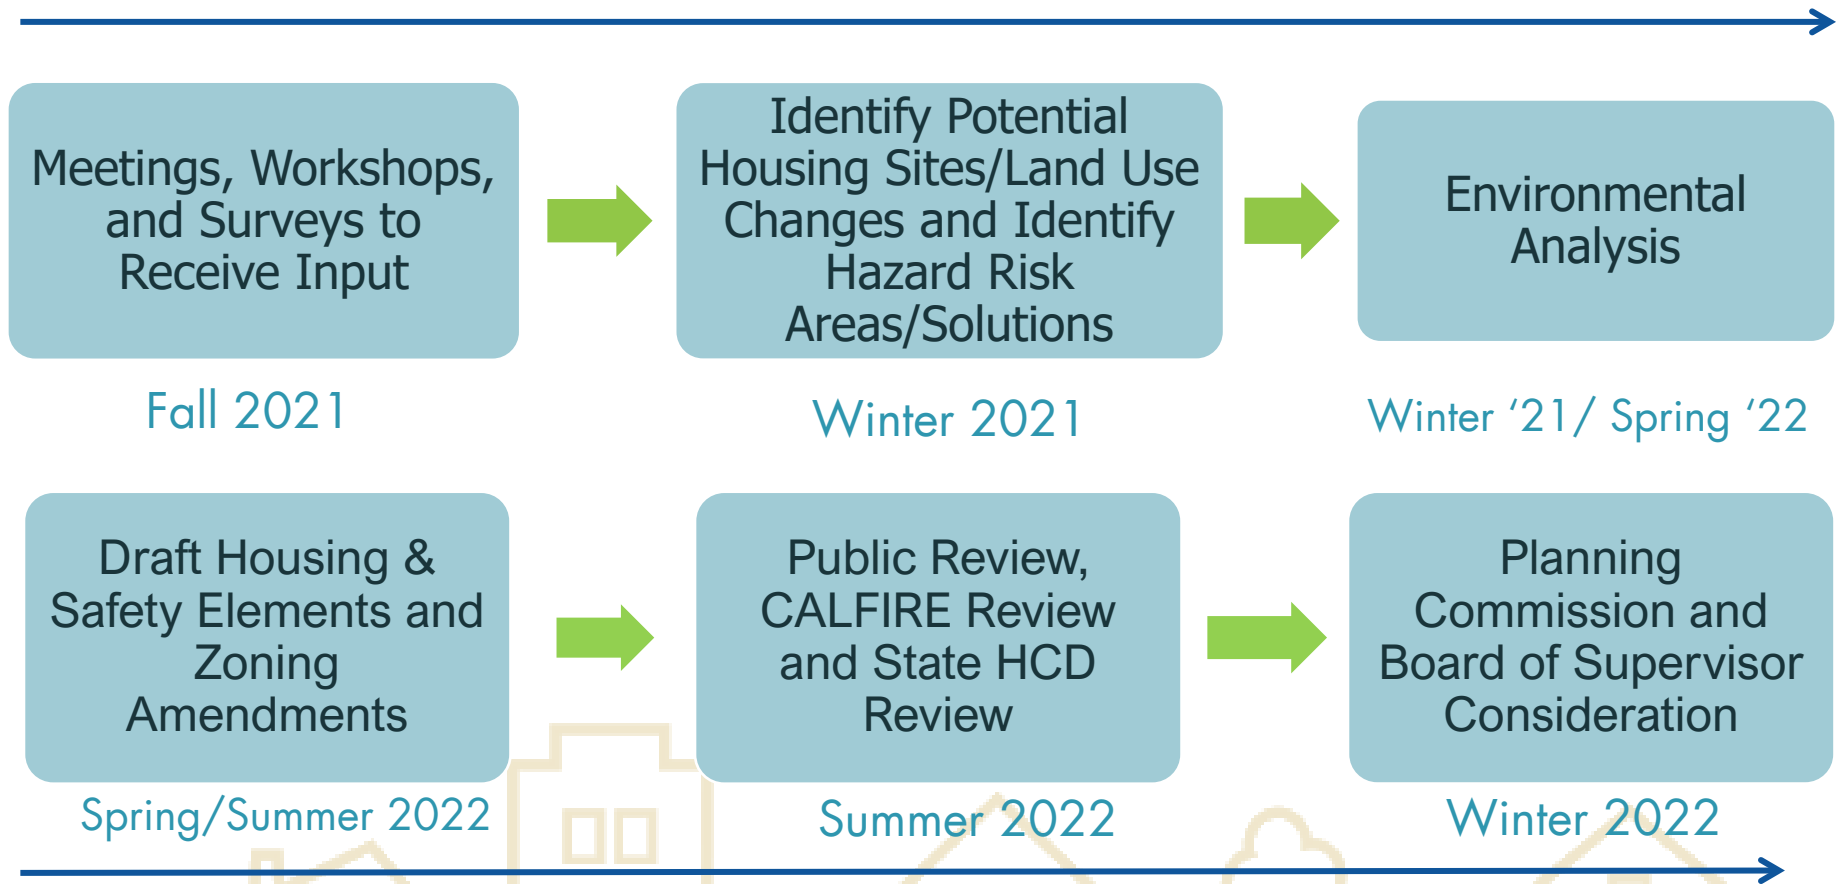 Meetings, Workshops,
and Surveys to
Receive Input
Fall 2021
Identify Potential
Housing Sites/Land Use
Changes and Identify
Hazard Risk
Areas/Solutions
Winter 2021
Environmental
Analysis
Winter ‘21/ Spring ‘22
Draft Housing &
Safety Elements and
Zoning
Amendments
Spring/Summer 2022
Public Review,
CALFIRE Review
and State HCD
Review
Summer 2022
Planning
Commission and
Board of Supervisor
Consideration
Winter 2022